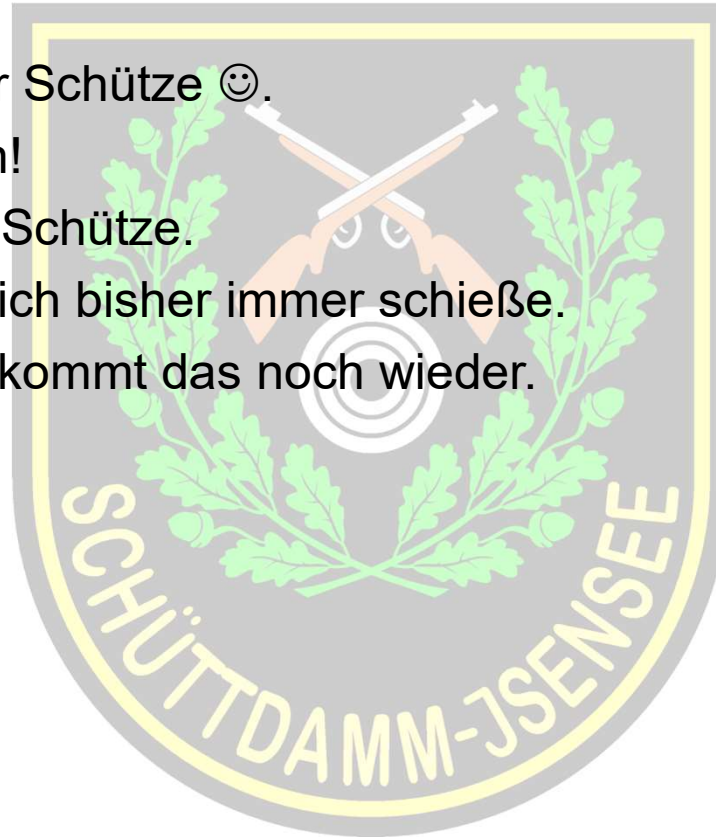 r Schütze ☺.
n!
Schütze.
ich bisher immer schieße.
kommt das noch wieder.
SCHÜTTDAMM-JSENSEE